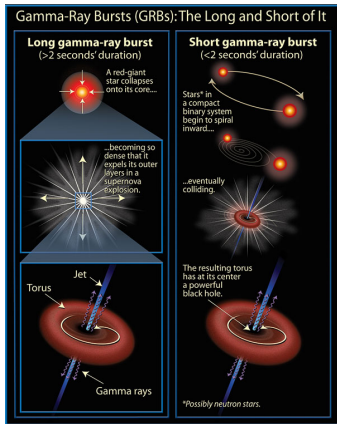 Gamma-Ray Bursts (GRBs): The Long and Short of It
Long gamma-ray burst
(>2 seconds' duration)
A red-giant
star collapses
onto its core....
...becoming so
dense that it
expels its outer
layers in a
supernova
explosion.
Jet
Torus
Gamma rays
Short gamma-ray burst
(<2 seconds' duration)
Stars* in
a compact
binary system
begin to spiral
inward....
...eventually
colliding.
The resulting torus
has at its center
a powerful
black hole.
*Possibly neutron stars.